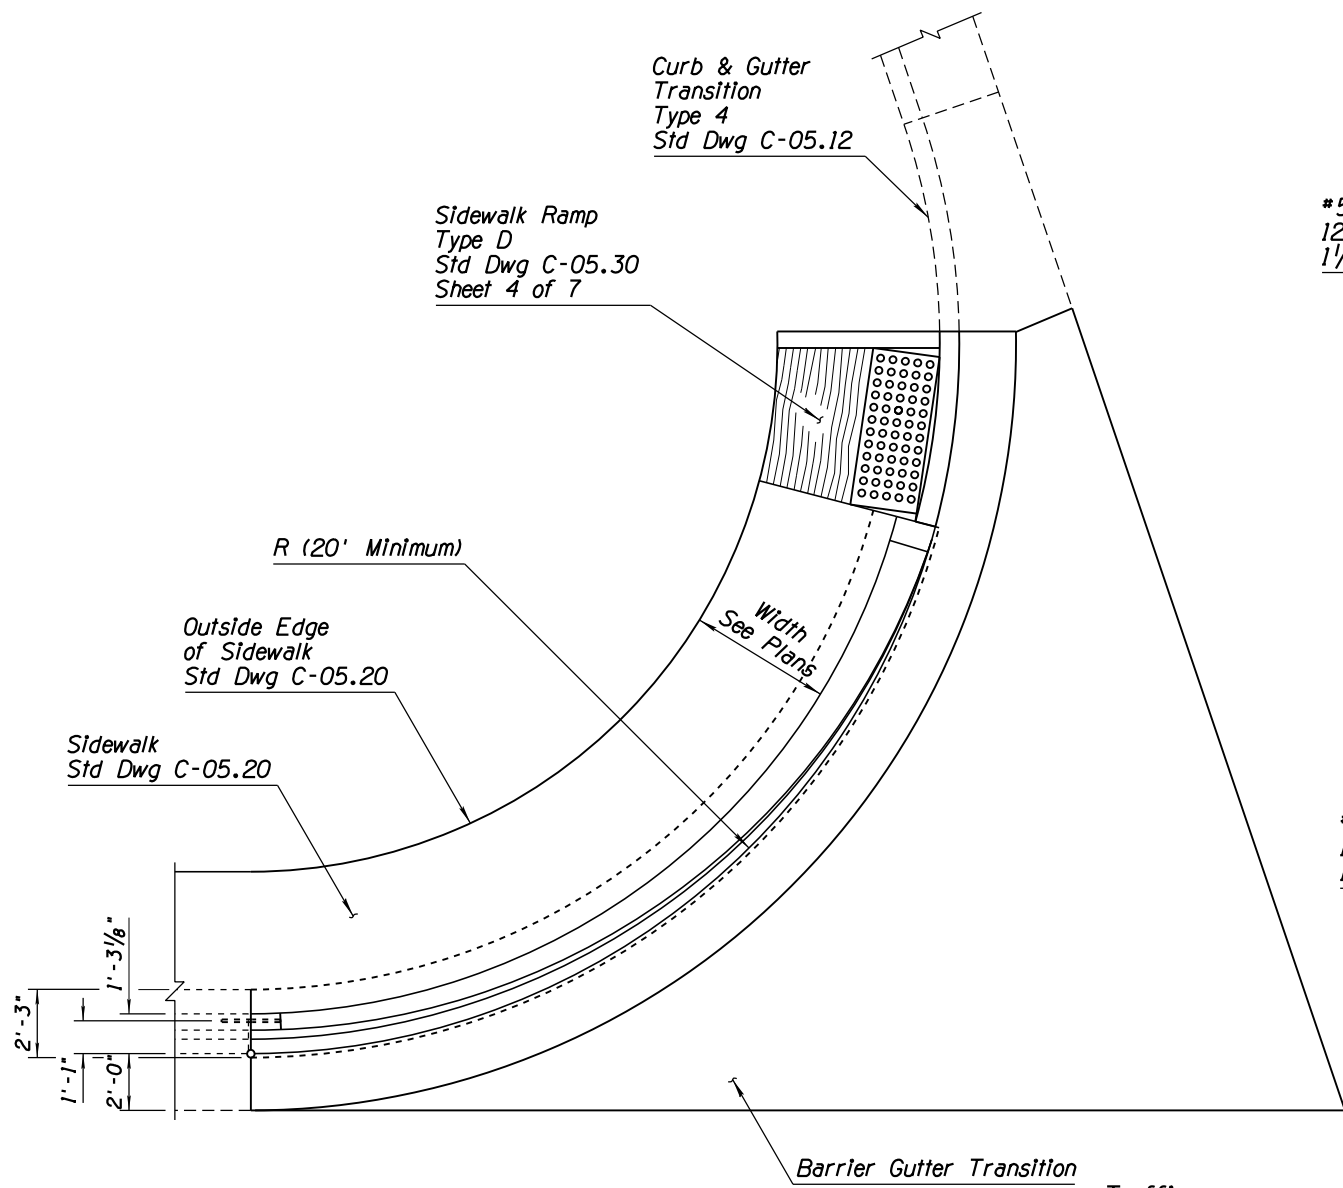 Curb & Gutter
Transition
Type 4
Std Dwg C-05.12
Sidewalk Ramp
Type D
Std Dwg C-05.30
Sheet 4 of 7
R (20' Minimum)
Width
See Plans
Outside Edge
of Sidewalk
Std Dwg C-05.20
Sidewalk
Std Dwg C-05.20
1'-3⅛"
2'-3"
1'-1"
2'-0"
Barrier Gutter Transition